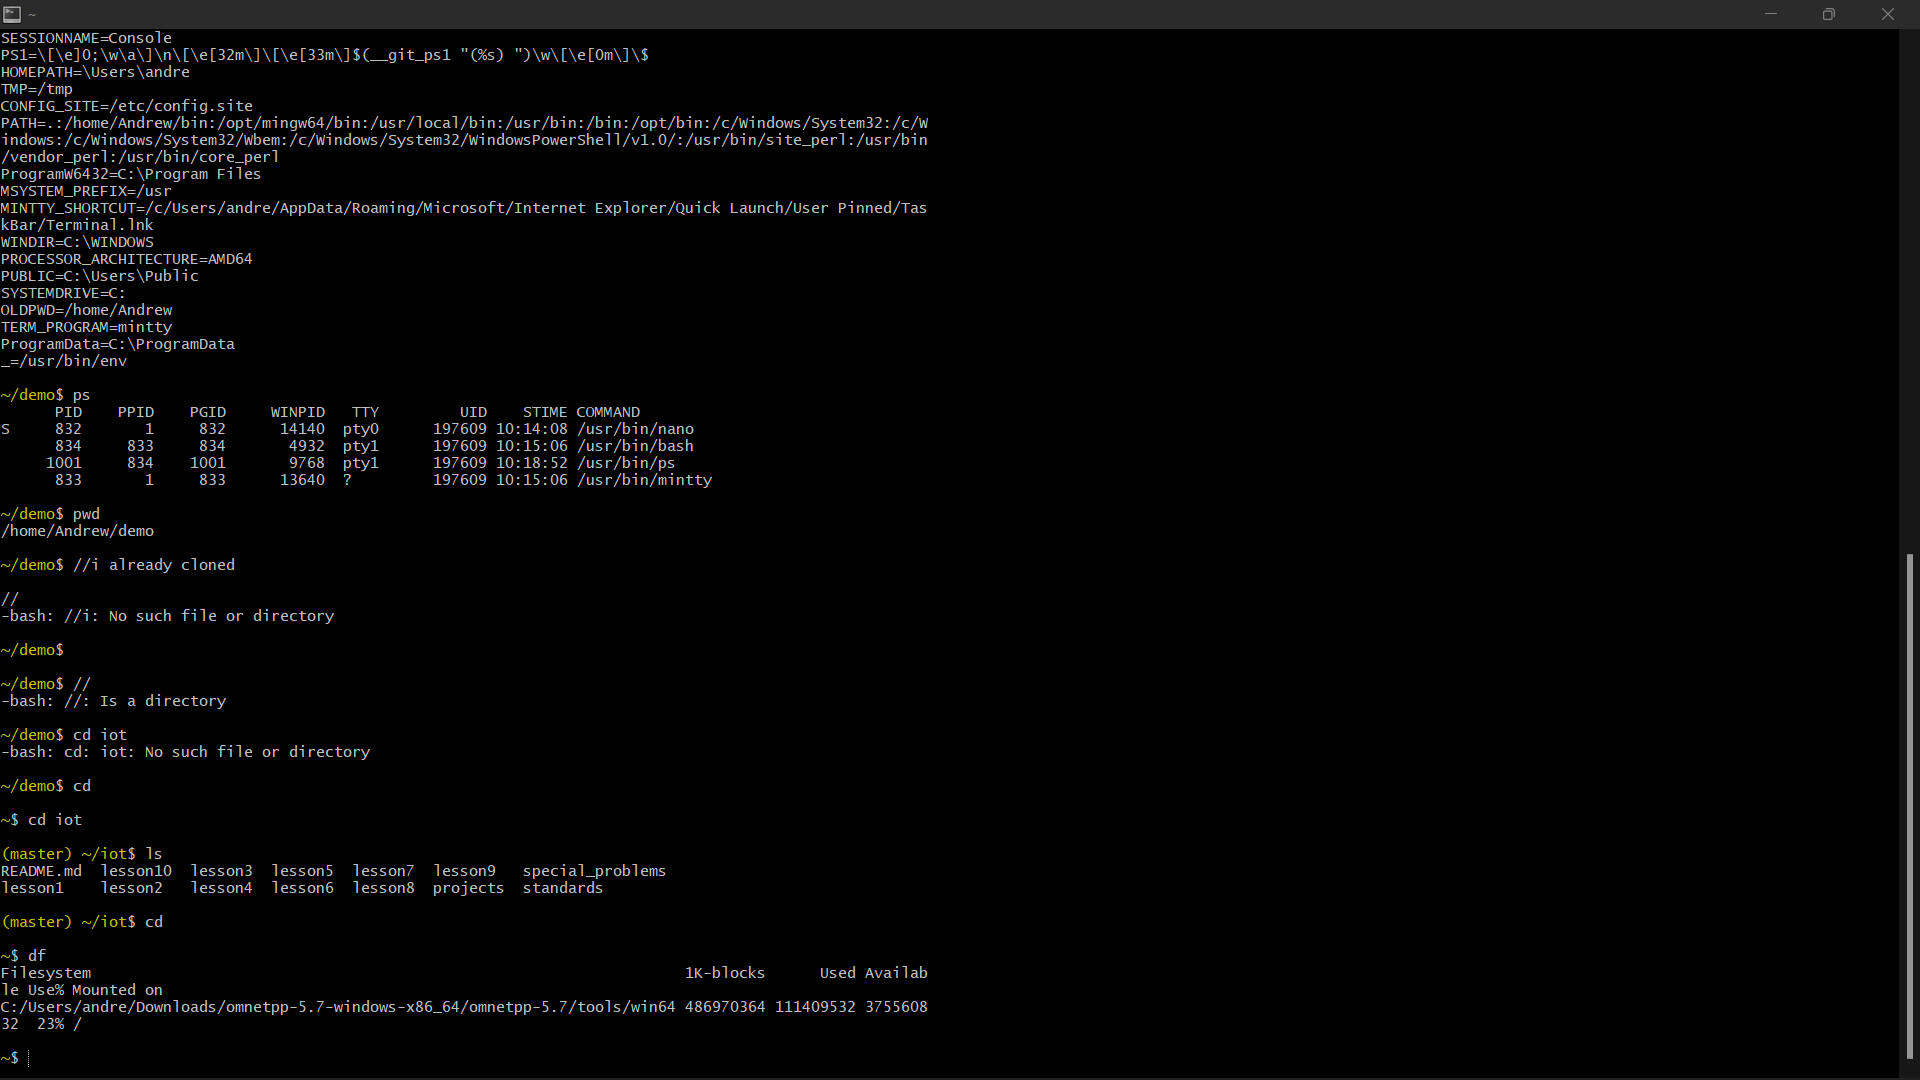 ~
SESSIONNAME=Console
PS1=\[\e]0;\w\a\]\n\[\e[32m\]\[\e[33m\]$(__git_ps1 "(%s) ")\w\[\e[0m\]\$
HOMEPATH=\Users\andre
TMP=/tmp
CONFIG_SITE=/etc/config.site
PATH=.:/home/Andrew/bin:/opt/mingw64/bin:/usr/local/bin:/usr/bin:/bin:/opt/bin:/c/Windows/System32:/c/W
indows:/c/Windows/System32/Wbem:/c/Windows/System32/WindowsPowerShell/v1.0/:/usr/bin/site_perl:/usr/bin
/vendor_perl:/usr/bin/core_perl
ProgramW6432=C:\Program Files
MSYSTEM_PREFIX=/usr
MINTTY_SHORTCUT=/c/Users/andre/AppData/Roaming/Microsoft/Internet Explorer/Quick Launch/User Pinned/Tas
kBar/Terminal.lnk
WINDIR=C:\WINDOWS
PROCESSOR_ARCHITECTURE=AMD64
PUBLIC=C:\Users\Public
SYSTEMDRIVE=C:
OLDPWD=/home/Andrew
TERM_PROGRAM=mintty
ProgramData=C:\ProgramData
_=/usr/bin/env
~/demo$ ps
PID PPID PGID WINPID TTY UID STIME COMMAND
S 832 1 832 14140 pty0 197609 10:14:08 /usr/bin/nano
834 833 834 4932 pty1 197609 10:15:06 /usr/bin/bash
1001 834 1001 9768 pty1 197609 10:18:52 /usr/bin/ps
833 1 833 13640 ? 197609 10:15:06 /usr/bin/mintty
~/demo$ pwd
/home/Andrew/demo
~/demo$ //i already cloned
//
-bash: //i: No such file or directory
~/demo$
~/demo$ //
-bash: //: Is a directory
~/demo$ cd iot
-bash: cd: iot: No such file or directory
~/demo$ cd
~$ cd iot
(master) ~/iot$ ls
README.md lesson10 lesson3 lesson5 lesson7 lesson9 special_problems
lesson1 lesson2 lesson4 lesson6 lesson8 projects standards
(master) ~/iot$ cd
~$ df
Filesystem 1K-blocks Used Availab
le Use% Mounted on
C:/Users/andre/Downloads/omnetpp-5.7-windows-x86_64/omnetpp-5.7/tools/win64 486970364 111409532 3755608
32 23% /
~$